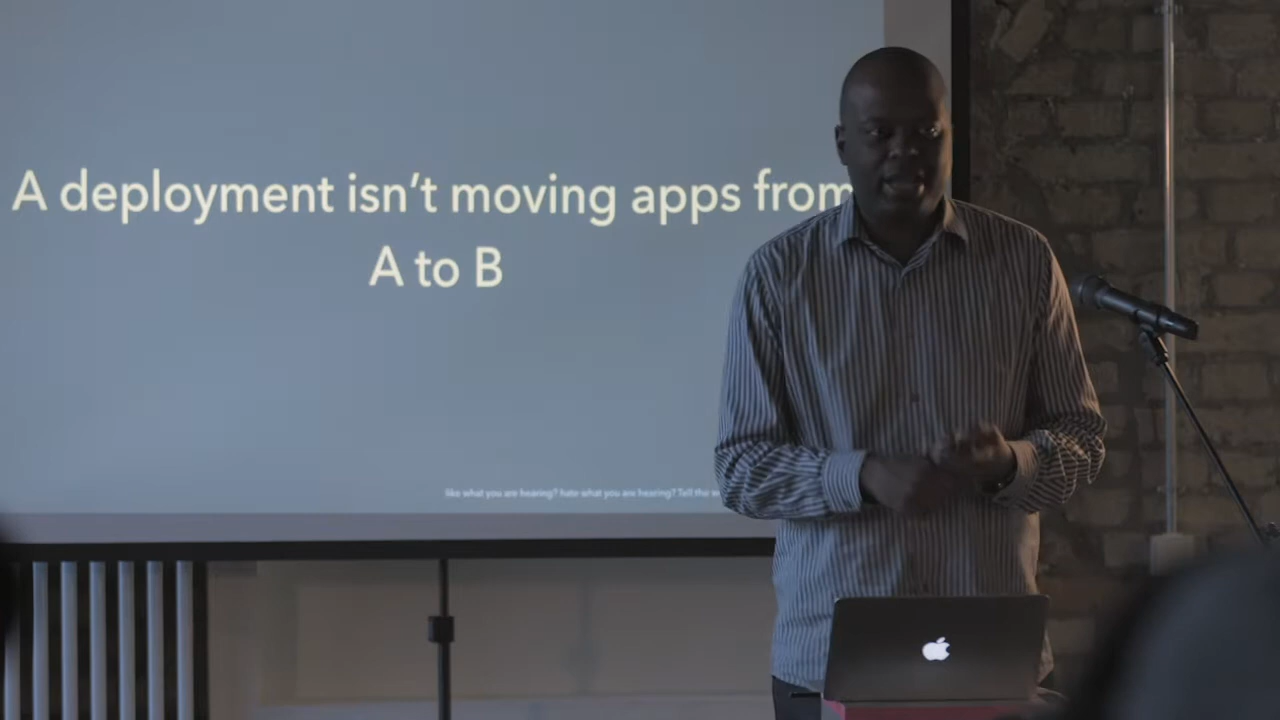 A deployment isn't moving apps from
A to B
like what you are hearing? hate what you are hearing? Tell the